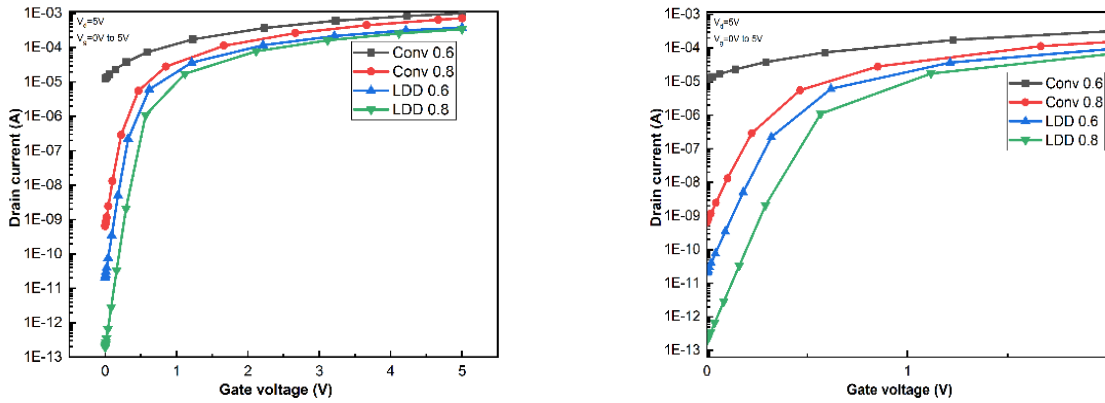 1E-03
1E-04
1E-05
1E-06
1E-07
1E-08
1E-09
1E-10
1E-11
1E-12
1E-13
Drain current (A)
Vd=5V
Vg=0V to 5V
Conv 0.6
Conv 0.8
LDD 0.6
LDD 0.8
0 1 2 3 4 5
Gate voltage (V)
1E-03
1E-04
1E-05
1E-06
1E-07
1E-08
1E-09
1E-10
1E-11
1E-12
1E-13
Drain current (A)
Vd=5V
Vg=0V to 5V
Conv 0.6
Conv 0.8
LDD 0.6
LDD 0.8
0 1
Gate voltage (V)